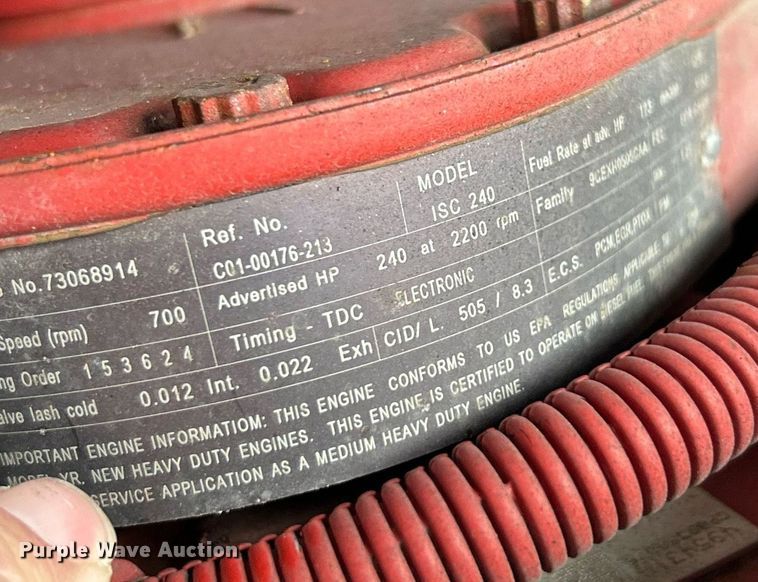 No.73068914
Ref. No.
C01-00176-213
MODEL
ISC 240
Fuel Rate at adv. HP 173
Speed (rpm) 700
Advertised HP 240 at 2200 rpm
Family
1 5 3 6 2 4
Timing - TDC ELECTRONIC
Order
lash cold 0.012 Int. 0.022 Exh
CID/ L. 505 / 8.3
E.C.S.
IMPORTANT ENGINE INFORMATION: THIS ENGINE CONFORMS TO US EPA REGULATIONS APPLICABLE
YR. NEW HEAVY DUTY ENGINES. THIS ENGINE IS CERTIFIED TO OPERATE ON DIESEL FUEL.
SERVICE APPLICATION AS A MEDIUM HEAVY DUTY ENGINE.
Purple Wave Auction